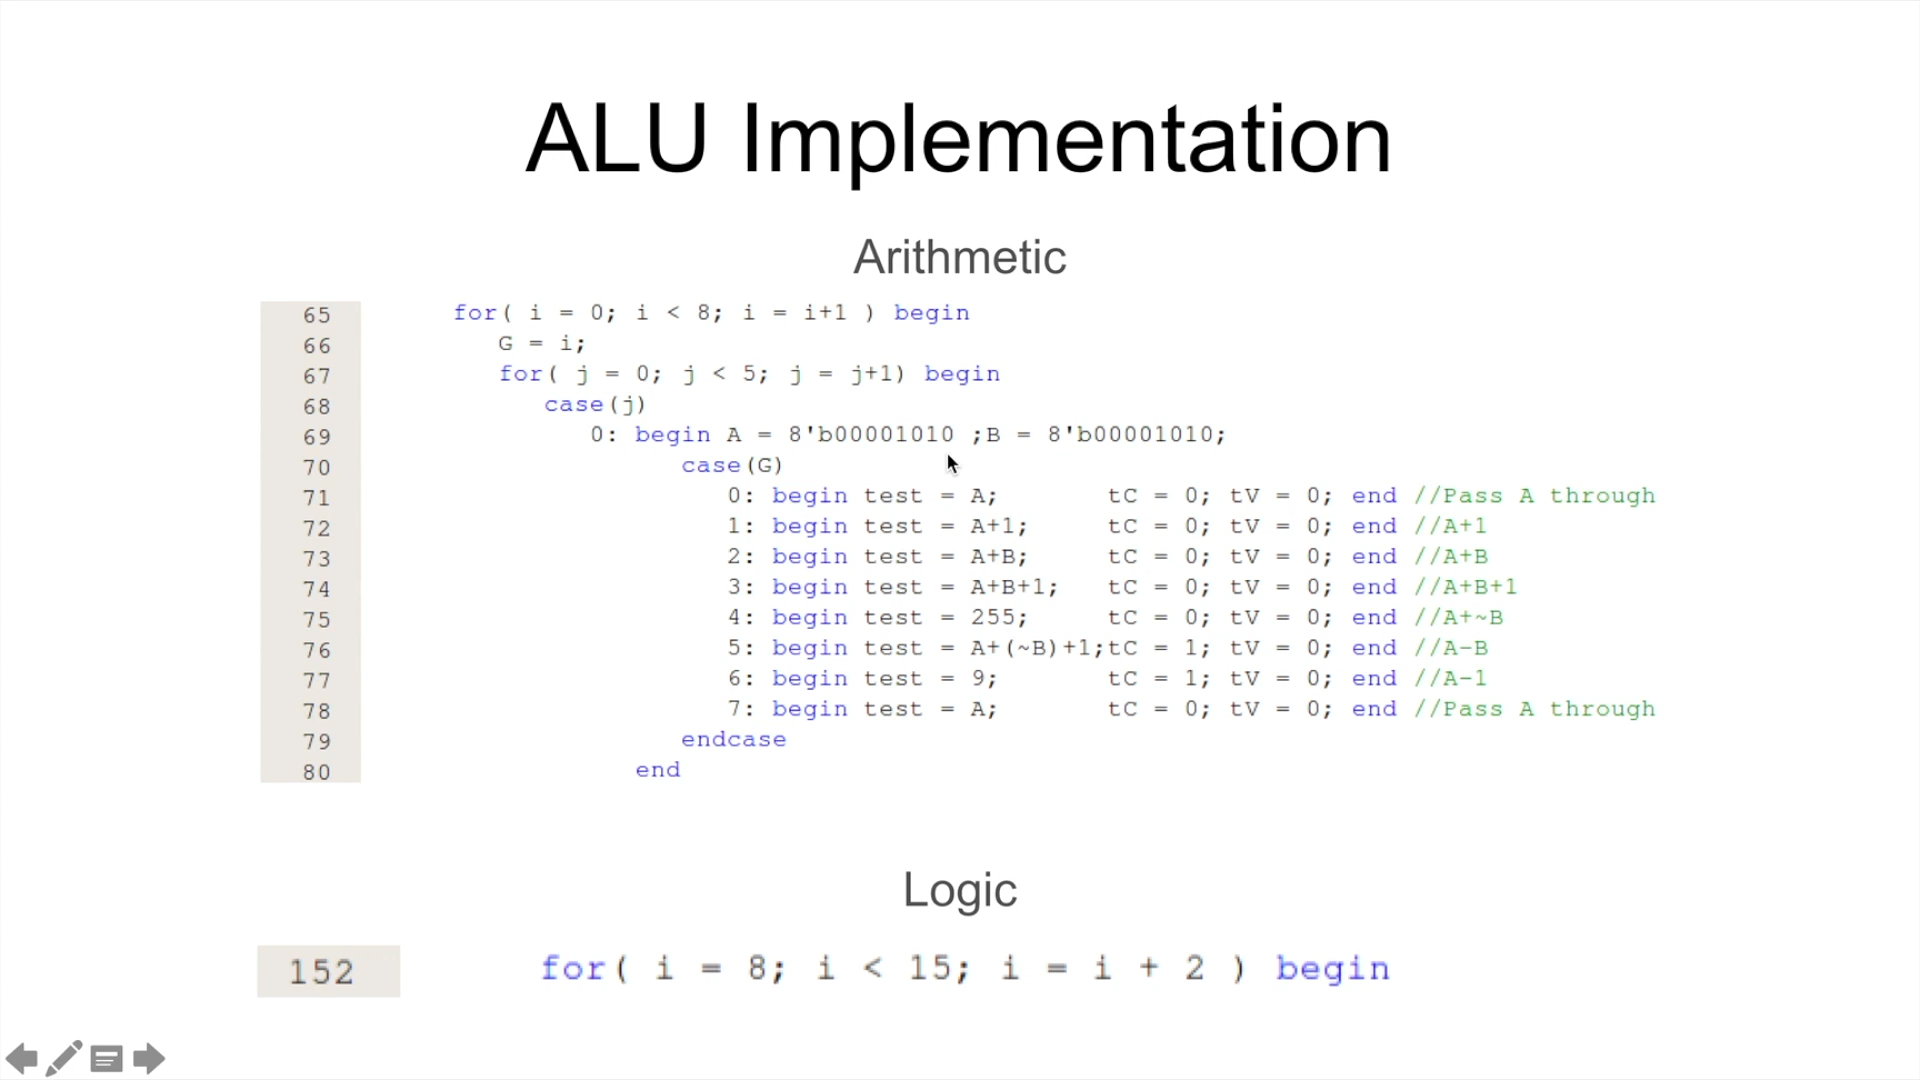 ALU Implementation
Arithmetic
65 for( i = 0; i < 8; i = i+1 ) begin
66 G = i;
67 for( j = 0; j < 5; j = j+1) begin
68 case(j)
69 0: begin A = 8'b00001010 ;B = 8'b00001010;
70 case(G)
71 0: begin test = A; tC = 0; tV = 0; end //Pass A through
72 1: begin test = A+1; tC = 0; tV = 0; end //A+1
73 2: begin test = A+B; tC = 0; tV = 0; end //A+B
74 3: begin test = A+B+1; tC = 0; tV = 0; end //A+B+1
75 4: begin test = 255; tC = 0; tV = 0; end //A+~B
76 5: begin test = A+(~B)+1;tC = 1; tV = 0; end //A-B
77 6: begin test = 9; tC = 1; tV = 0; end //A-1
78 7: begin test = A; tC = 0; tV = 0; end //Pass A through
79 endcase
80 end
Logic
152 for( i = 8; i < 15; i = i + 2 ) begin